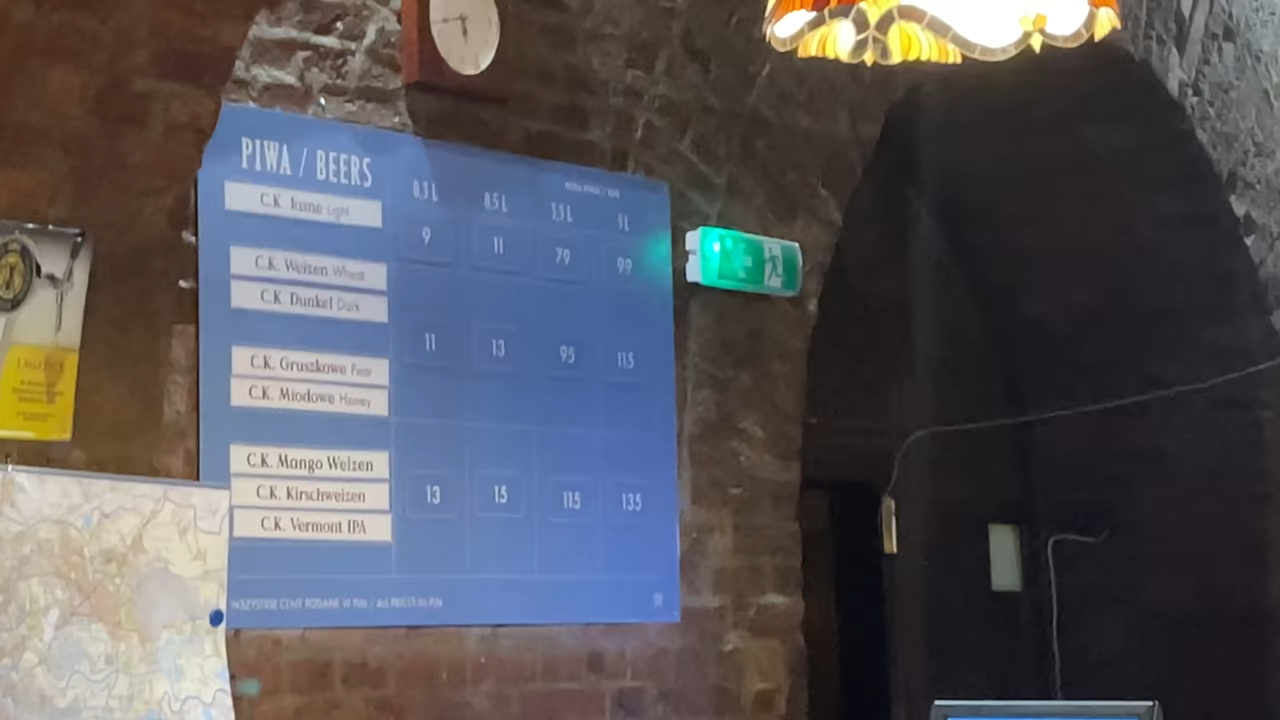 PIWA / BEERS
0.3 L 0.5 L 3,5 L 5 L
C.K. Jasne Light
9 11 79 99
C.K. Weizen Wheat
C.K. Dunkel Dark
11 13 95 115
C.K. Gruszkowe Pear
C.K. Miodowe Honey
C.K. Mango Weizen
C.K. Kirschweizen
13 15 115 135
C.K. Vermont IPA
WSZYSTKIE CENY PODANE W PLN / ALL PRICES IN PLN